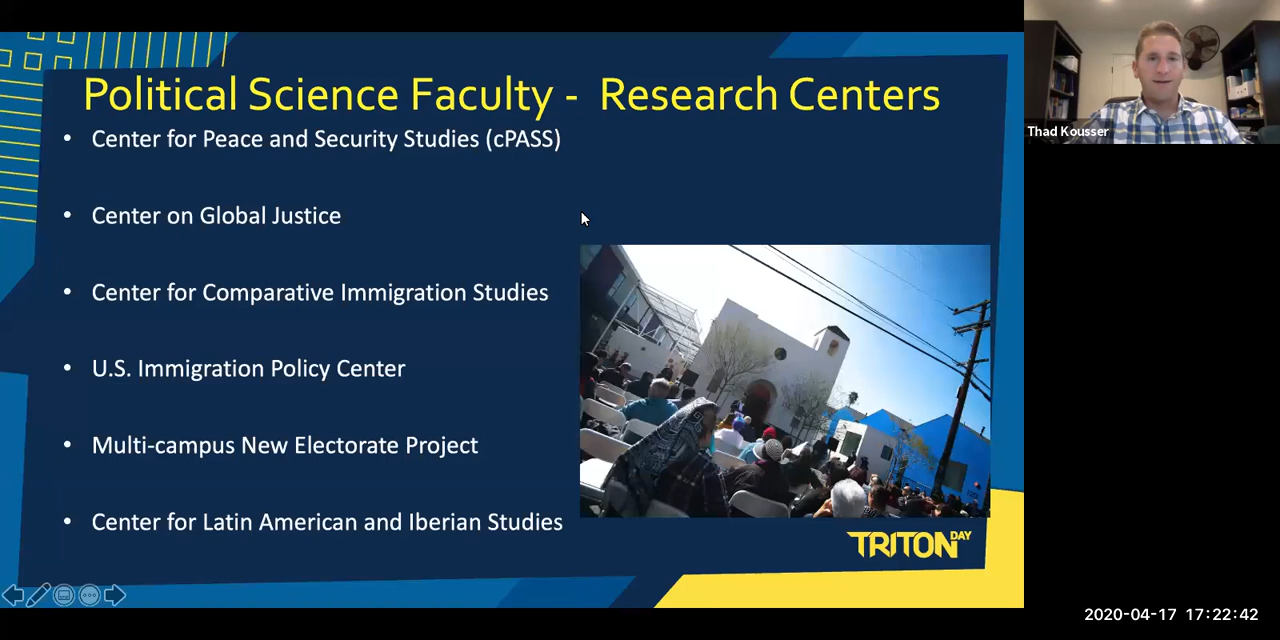 Political Science Faculty - Research Centers
• Center for Peace and Security Studies (cPASS)
• Center on Global Justice
• Center for Comparative Immigration Studies
• U.S. Immigration Policy Center
• Multi-campus New Electorate Project
• Center for Latin American and Iberian Studies
TRITON DAY
Thad Kousser
2020-04-17 17:22:42